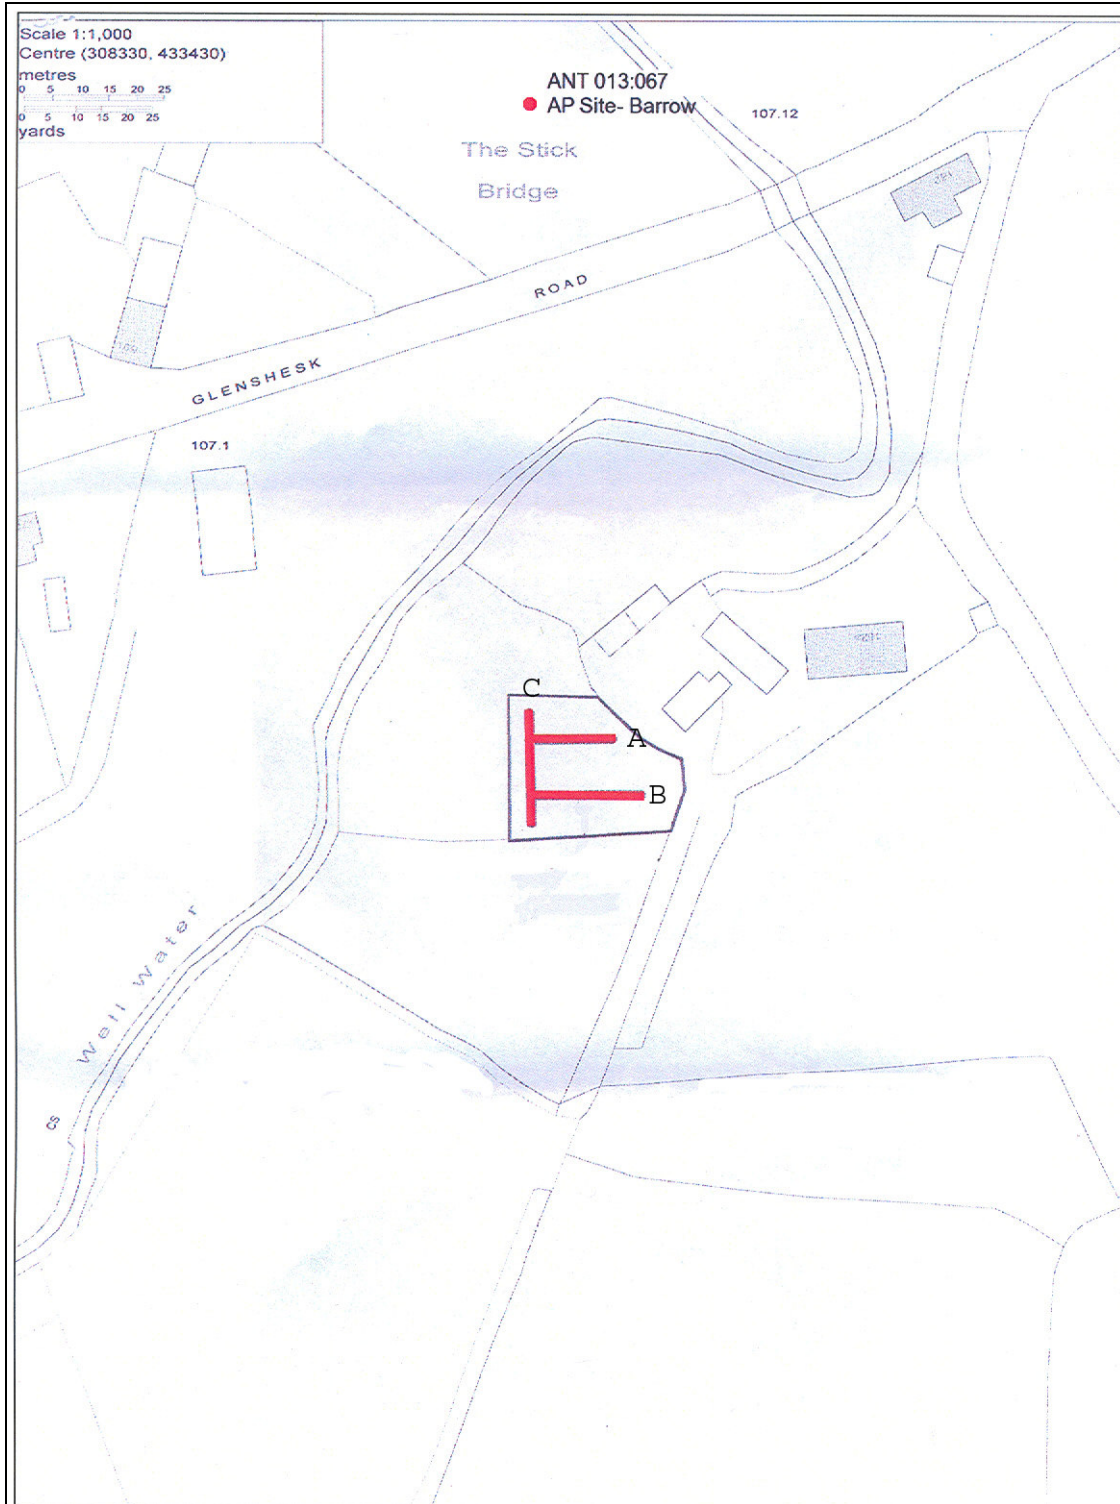 Scale 1:1,000
Centre (308330, 433430)
metres
0 5 10 15 20 25
0 5 10 15 20 25
yards
ANT 013:067
AP Site- Barrow
107.12
The Stick
Bridge
ROAD
GLENSHESK
107.1
C
A
B
Well Water
CS